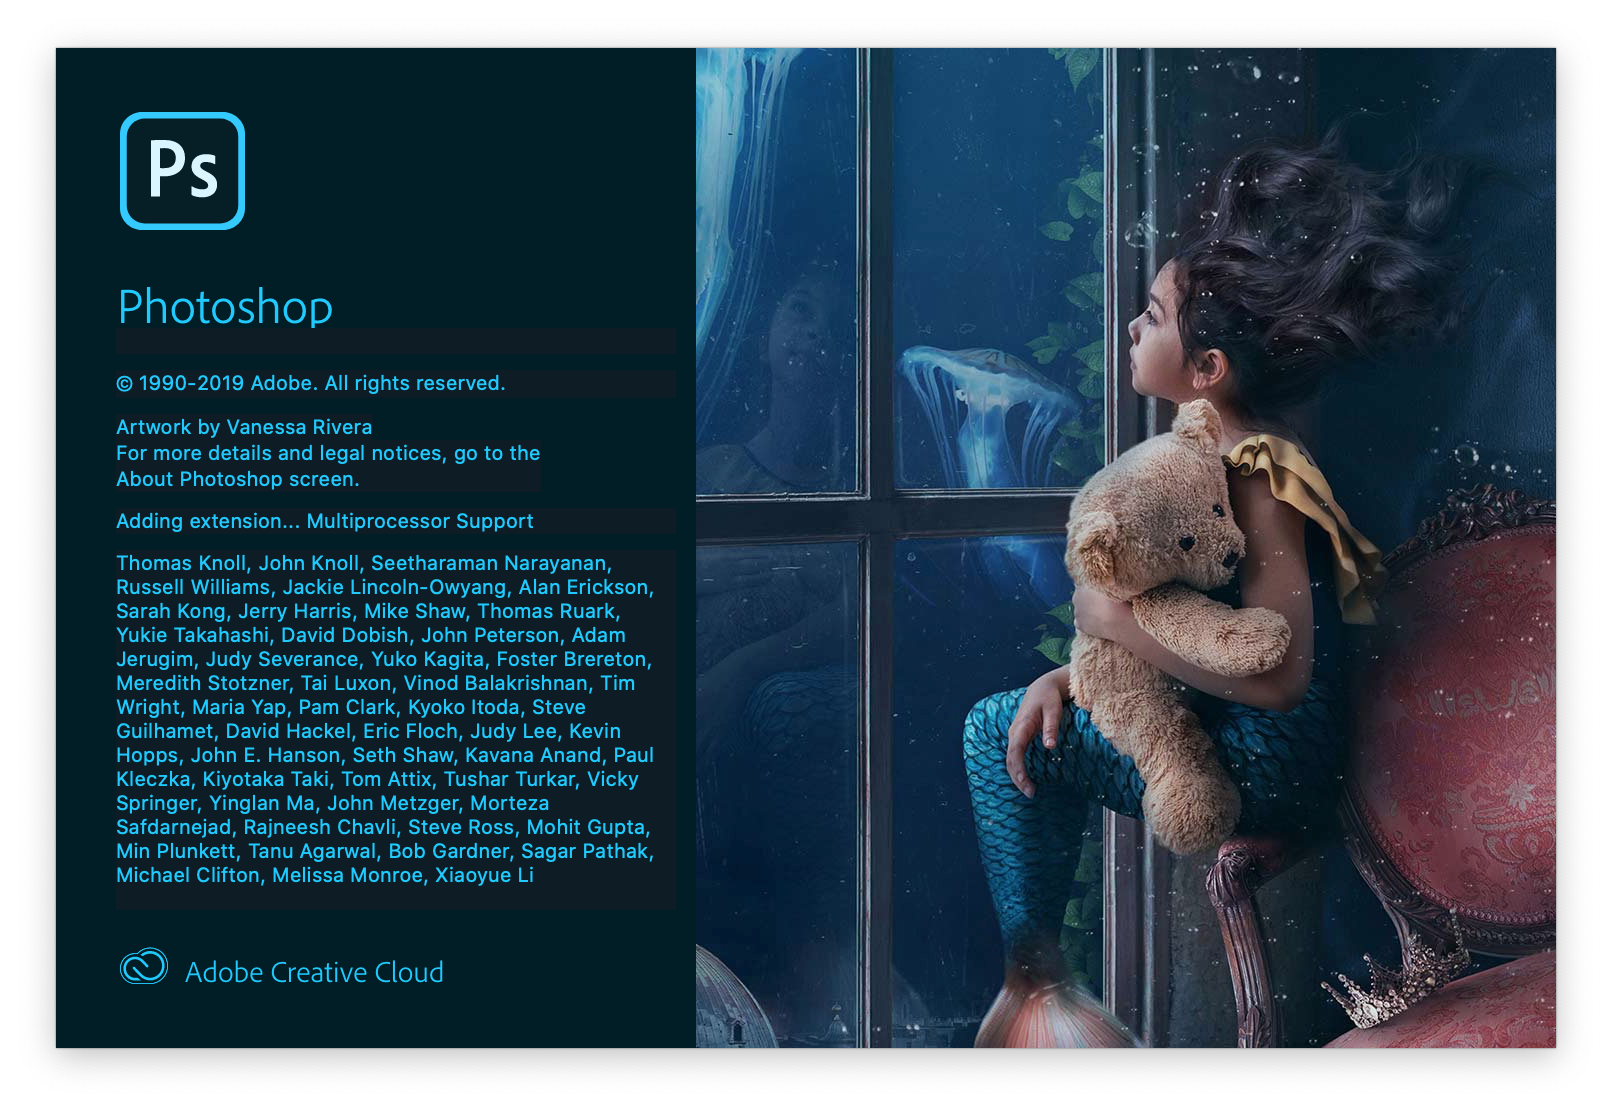 Ps
Photoshop
© 1990-2019 Adobe. All rights reserved.
Artwork by Vanessa Rivera
For more details and legal notices, go to the
About Photoshop screen.
Adding extension... Multiprocessor Support
Thomas Knoll, John Knoll, Seetharaman Narayanan,
Russell Williams, Jackie Lincoln-Owyang, Alan Erickson,
Sarah Kong, Jerry Harris, Mike Shaw, Thomas Ruark,
Yukie Takahashi, David Dobish, John Peterson, Adam
Jerugim, Judy Severance, Yuko Kagita, Foster Brereton,
Meredith Stotzner, Tai Luxon, Vinod Balakrishnan, Tim
Wright, Maria Yap, Pam Clark, Kyoko Itoda, Steve
Guilhamet, David Hackel, Eric Floch, Judy Lee, Kevin
Hopps, John E. Hanson, Seth Shaw, Kavana Anand, Paul
Kleczka, Kiyotaka Taki, Tom Attix, Tushar Turkar, Vicky
Springer, Yinglan Ma, John Metzger, Morteza
Safdarnejad, Rajneesh Chavli, Steve Ross, Mohit Gupta,
Min Plunkett, Tanu Agarwal, Bob Gardner, Sagar Pathak,
Michael Clifton, Melissa Monroe, Xiaoyue Li
Adobe Creative Cloud